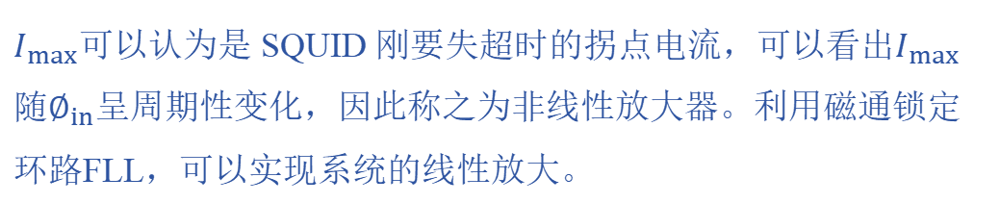 𝐼max可以认为是 SQUID 刚要失超时的拐点电流，可以看出𝐼max
随∅in呈周期性变化，因此称之为非线性放大器。利用磁通锁定
环路FLL，可以实现系统的线性放大。